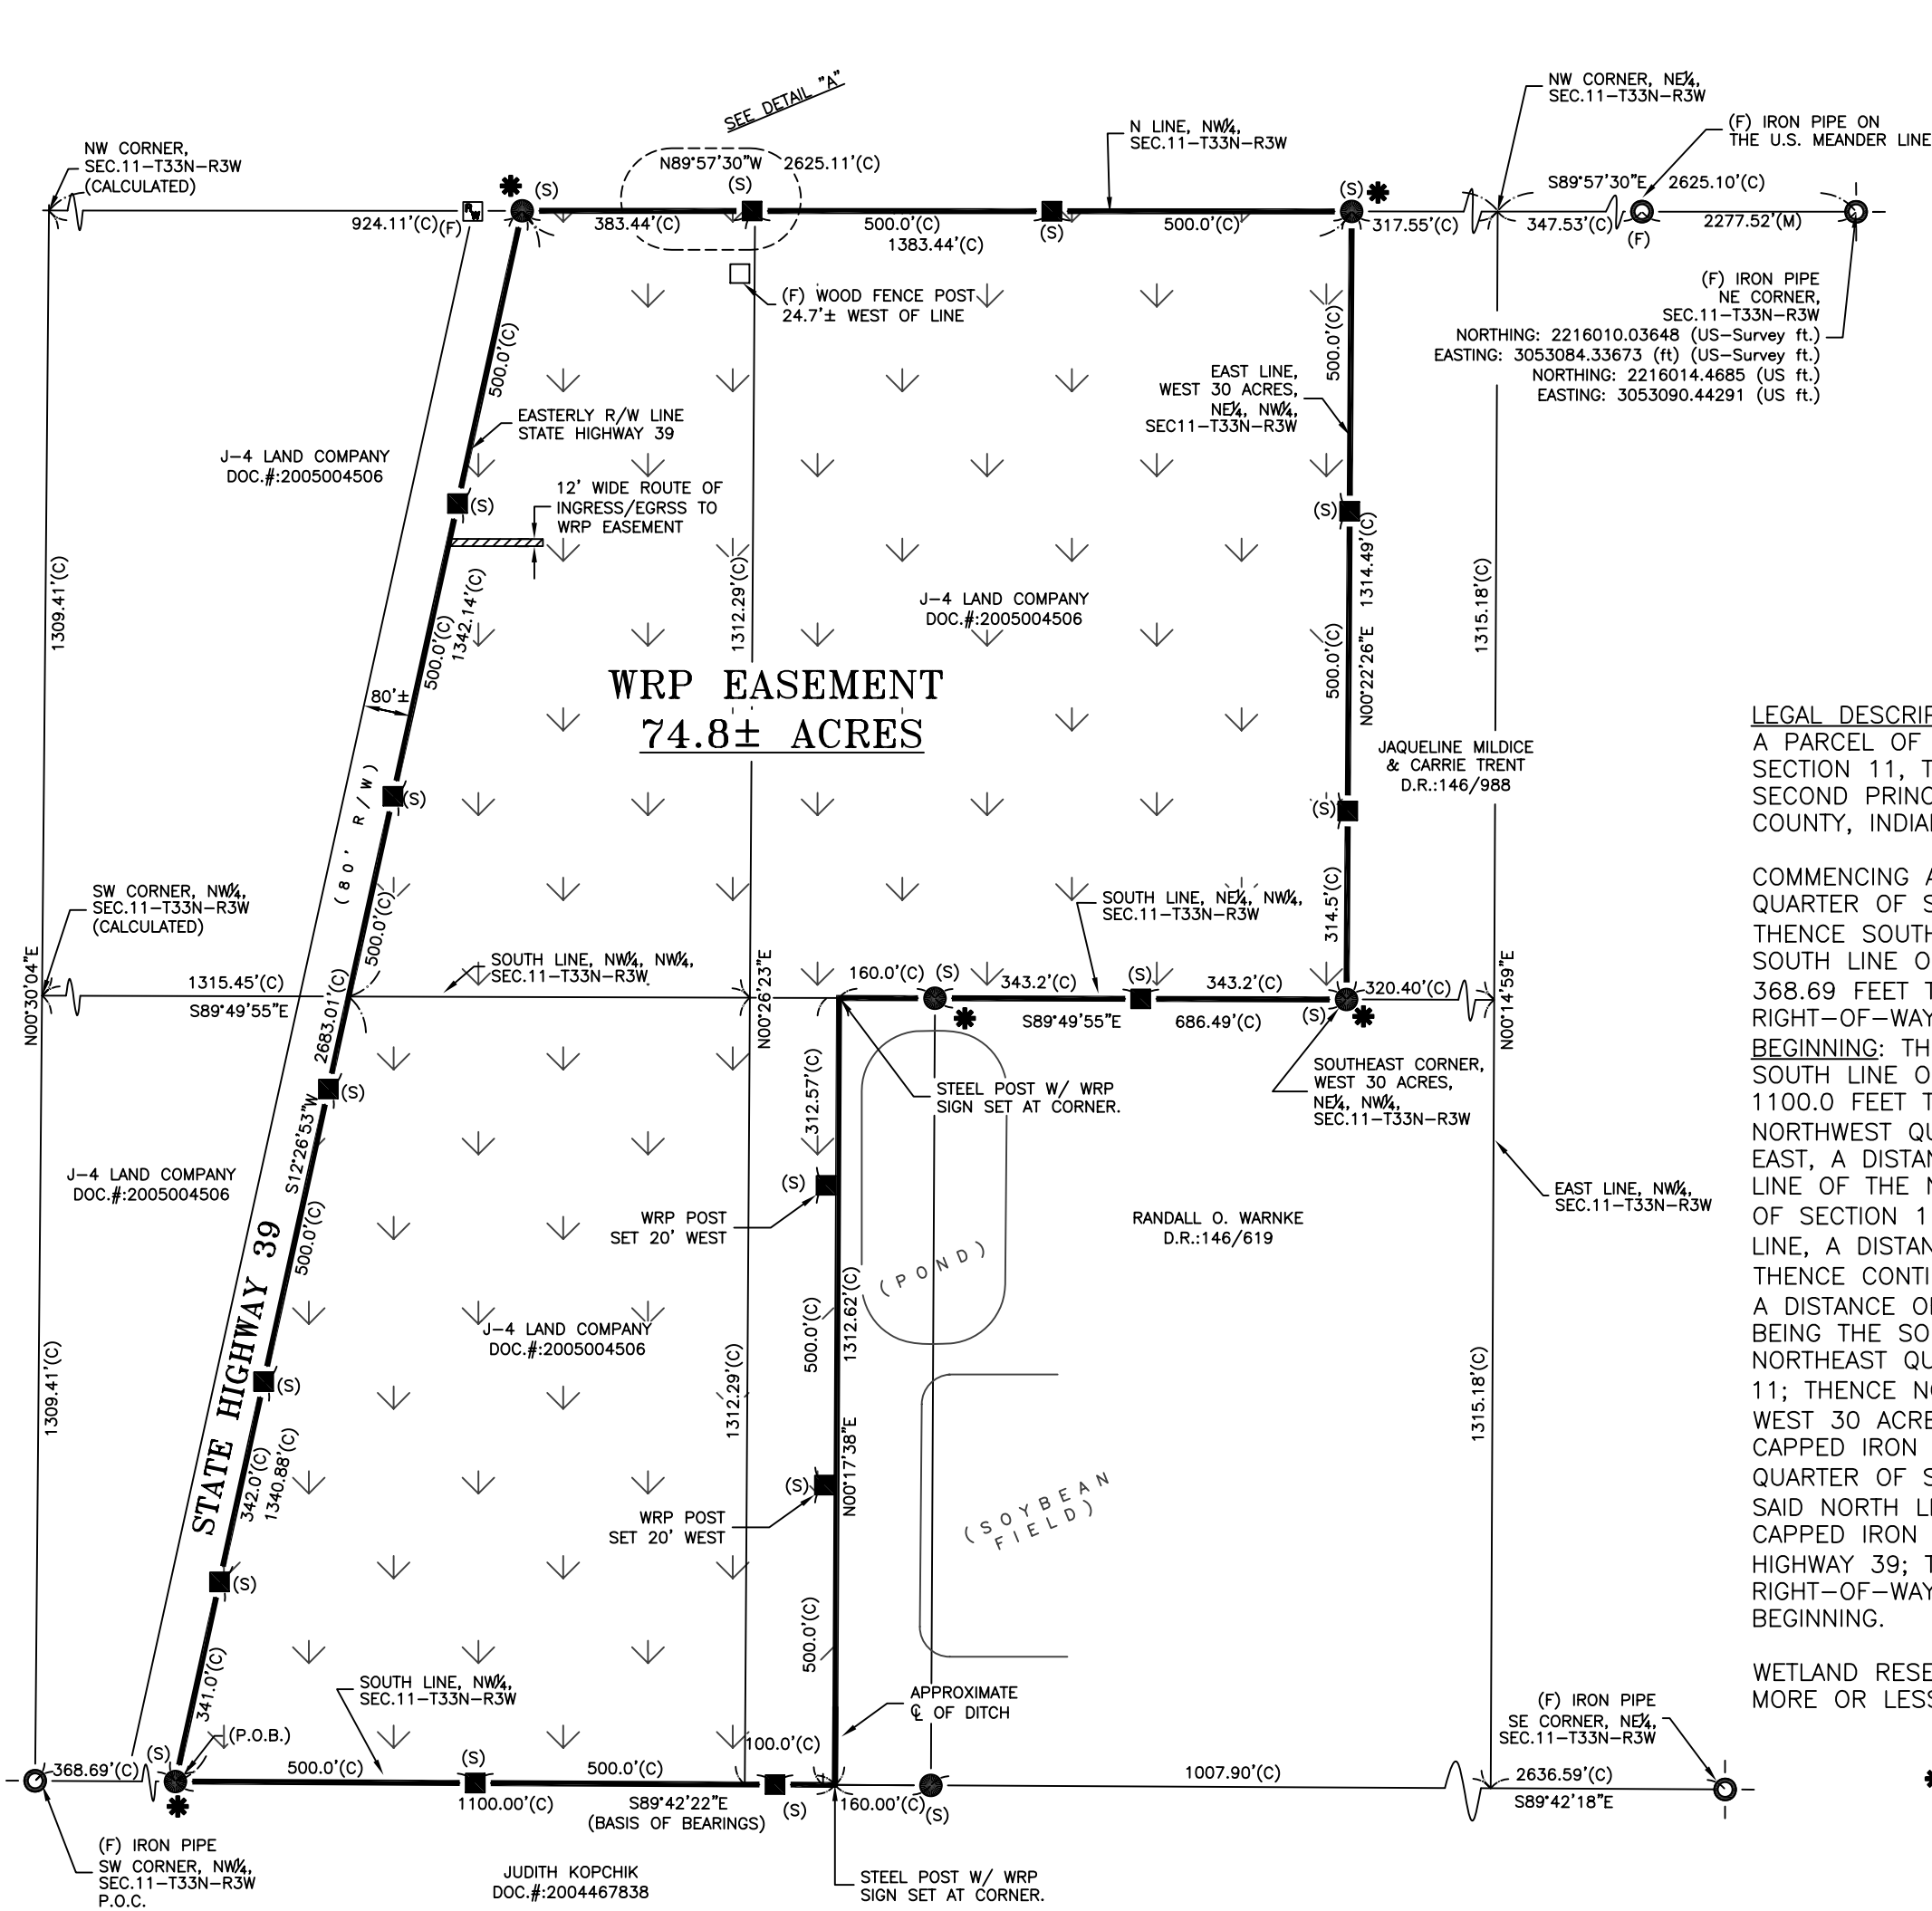 SEE DETAIL "A"
NW CORNER, NE¼,
SEC.11-T33N-R3W
(F) IRON PIPE ON
THE U.S. MEANDER LINE
N LINE, NW¼,
SEC.11-T33N-R3W
NW CORNER,
SEC.11-T33N-R3W
(CALCULATED)
N89°57'30"W 2625.11'(C)
(S)
(S)
(S)
S89°57'30"E 2625.10'(C)
924.11'(C)
(F)
R/W
383.44'(C)
500.0'(C)
1383.44'(C)
(S)
500.0'(C)
317.55'(C)
347.53'(C)
(F)
2277.52'(M)
(F) WOOD FENCE POST
24.7'± WEST OF LINE
(F) IRON PIPE
NE CORNER,
SEC.11-T33N-R3W
NORTHING: 2216010.03648 (US-Survey ft.)
EASTING: 3053084.33673 (ft) (US-Survey ft.)
NORTHING: 2216014.4685 (US ft.)
EASTING: 3053090.44291 (US ft.)
500.0'(C)
500.0'(C)
EAST LINE,
WEST 30 ACRES,
NE¼, NW¼,
SEC11-T33N-R3W
EASTERLY R/W LINE
STATE HIGHWAY 39
J-4 LAND COMPANY
DOC.#:2005004506
12' WIDE ROUTE OF
INGRESS/EGRSS TO
WRP EASEMENT
(S)
(S)
1309.41'(C)
500.0'(C)
1342.14'(C)
1312.29'(C)
J-4 LAND COMPANY
DOC.#:2005004506
500.0'(C)
N00°22'26"E 1314.49'(C)
1315.18'(C)
WRP EASEMENT
74.8± ACRES
80'±
(80' R/W)
JAQUELINE MILDICE
& CARRIE TRENT
D.R.:146/988
(S)
(S)
SW CORNER, NW¼,
SEC.11-T33N-R3W
(CALCULATED)
500.0'(C)
314.5'(C)
SOUTH LINE, NE¼, NW¼,
SEC.11-T33N-R3W
SOUTH LINE, NW¼, NW¼,
SEC.11-T33N-R3W
N00°30'04"E
1315.45'(C)
S89°49'55"E
2683.01'(C)
N00°26'23"E
160.0'(C)
(S)
343.2'(C)
(S)
343.2'(C)
320.40'(C)
S89°49'55"E
686.49'(C)
(S)
N00°14'59"E
STEEL POST W/ WRP
SIGN SET AT CORNER.
SOUTHEAST CORNER,
WEST 30 ACRES,
NE¼, NW¼,
SEC.11-T33N-R3W
(S)
S12°26'53"W
312.57'(C)
J-4 LAND COMPANY
DOC.#:2005004506
(S)
WRP POST
SET 20' WEST
EAST LINE, NW¼,
SEC.11-T33N-R3W
RANDALL O. WARNKE
D.R.:146/619
(POND)
500.0'(C)
STATE HIGHWAY 39
J-4 LAND COMPANY
DOC.#:2005004506
1309.41'(C)
1312.29'(C)
500.0'(C)
1312.62'(C)
1315.18'(C)
(S)
342.0'(C)
1340.88'(C)
(S)
N00°17'38"E
WRP POST
SET 20' WEST
(SOYBEAN
FIELD)
(S)
341.0'(C)
500.0'(C)
SOUTH LINE, NW¼,
SEC.11-T33N-R3W
APPROXIMATE
℄ OF DITCH
(F) IRON PIPE
SE CORNER, NE¼,
SEC.11-T33N-R3W
(P.O.B.)
(S)
368.69'(C)
500.0'(C)
(S)
500.0'(C)
100.0'(C)
1100.00'(C)
S89°42'22"E
(BASIS OF BEARINGS)
(S)
160.00'(C)
(S)
1007.90'(C)
2636.59'(C)
S89°42'18"E
(F) IRON PIPE
SW CORNER, NW¼,
SEC.11-T33N-R3W
P.O.C.
JUDITH KOPCHIK
DOC.#:2004467838
STEEL POST W/ WRP
SIGN SET AT CORNER.
LEGAL DESCRIP
A PARCEL OF
SECTION 11, T
SECOND PRINC
COUNTY, INDIA
COMMENCING A
QUARTER OF S
THENCE SOUTH
SOUTH LINE O
368.69 FEET T
RIGHT-OF-WAY
BEGINNING: TH
SOUTH LINE O
1100.0 FEET T
NORTHWEST QU
EAST, A DISTAN
LINE OF THE N
OF SECTION 1
LINE, A DISTAN
THENCE CONTI
A DISTANCE O
BEING THE SO
NORTHEAST QU
11; THENCE NO
WEST 30 ACRE
CAPPED IRON
QUARTER OF S
SAID NORTH LI
CAPPED IRON
HIGHWAY 39; T
RIGHT-OF-WAY
BEGINNING.
WETLAND RESE
MORE OR LESS